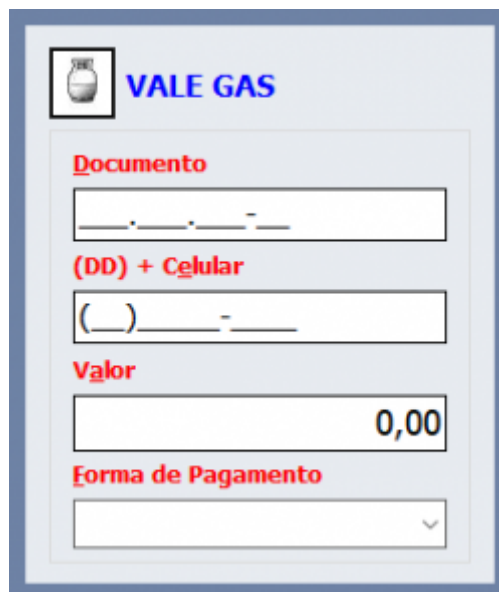 VALE GAS
Documento
___.___.___-__
(DD) + Celular
(__)_____-____
Valor
0,00
Forma de Pagamento